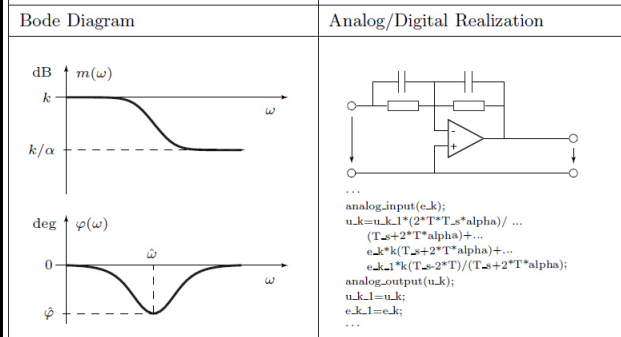 Bode Diagram
Analog/Digital Realization
dB
m(ω)
k
ω
k/α
deg
φ(ω)
ω̂
0
ω
φ̂
-
+
...
analog_input(e_k);
u_k=u_k_1*(2*T*T_s*alpha)/ ...
(T_s+2*T*alpha)+...
e_k*k(T_s+2*T*alpha)+...
e_k_1*k(T_s-2*T)/(T_s+2*T*alpha);
analog_output(u_k);
u_k_1=u_k;
e_k_1=e_k;
...